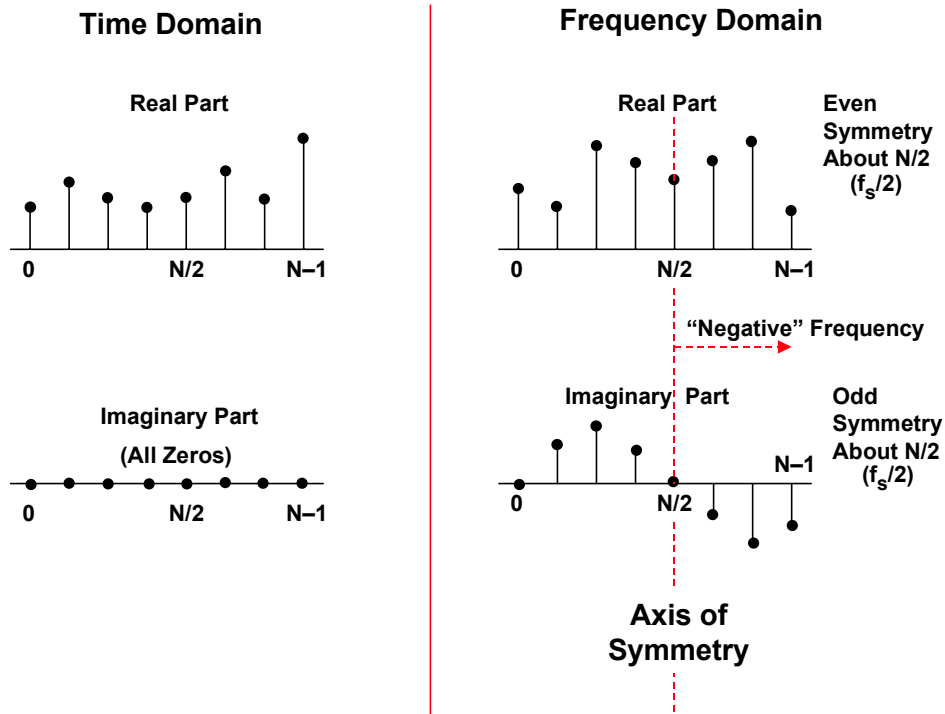 Time Domain
Frequency Domain
Real Part
0
N/2
N–1
Real Part
Even
Symmetry
About N/2
(fs/2)
0
N/2
N–1
“Negative” Frequency
Imaginary Part
(All Zeros)
0
N/2
N–1
Imaginary Part
Odd
Symmetry
About N/2
(fs/2)
N–1
0
N/2
Axis of
Symmetry